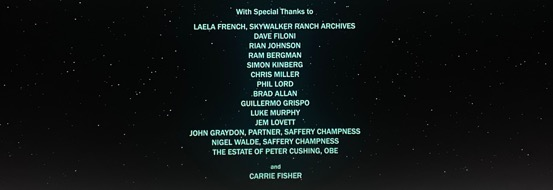 With Special Thanks to
LAELA FRENCH, SKYWALKER RANCH ARCHIVES
DAVE FILONI
RIAN JOHNSON
RAM BERGMAN
SIMON KINBERG
CHRIS MILLER
PHIL LORD
BRAD ALLAN
GUILLERMO GRISPO
LUKE MURPHY
JEM LOVETT
JOHN GRAYDON, PARTNER, SAFFERY CHAMPNESS
NIGEL WALDE, SAFFERY CHAMPNESS
THE ESTATE OF PETER CUSHING, OBE
and
CARRIE FISHER